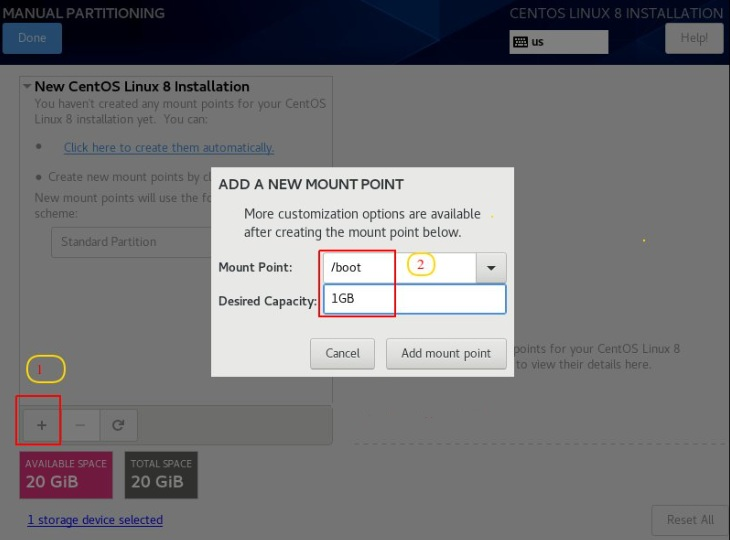 MANUAL PARTITIONING
CENTOS LINUX 8 INSTALLATION
Done
us
Help!
New CentOS Linux 8 Installation
You haven't created any mount points for your CentOS
Linux 8 installation yet. You can:
Click here to create them automatically.
Create new mount points by cl
New mount points will use the fo
scheme:
Standard Partition
ADD A NEW MOUNT POINT
More customization options are available
after creating the mount point below.
Mount Point: /boot 2
Desired Capacity: 1GB
Cancel
Add mount point
points for your CentOS Linux 8
to view their details here.
1
+ −
AVAILABLE SPACE
20 GiB
TOTAL SPACE
20 GiB
1 storage device selected
Reset All